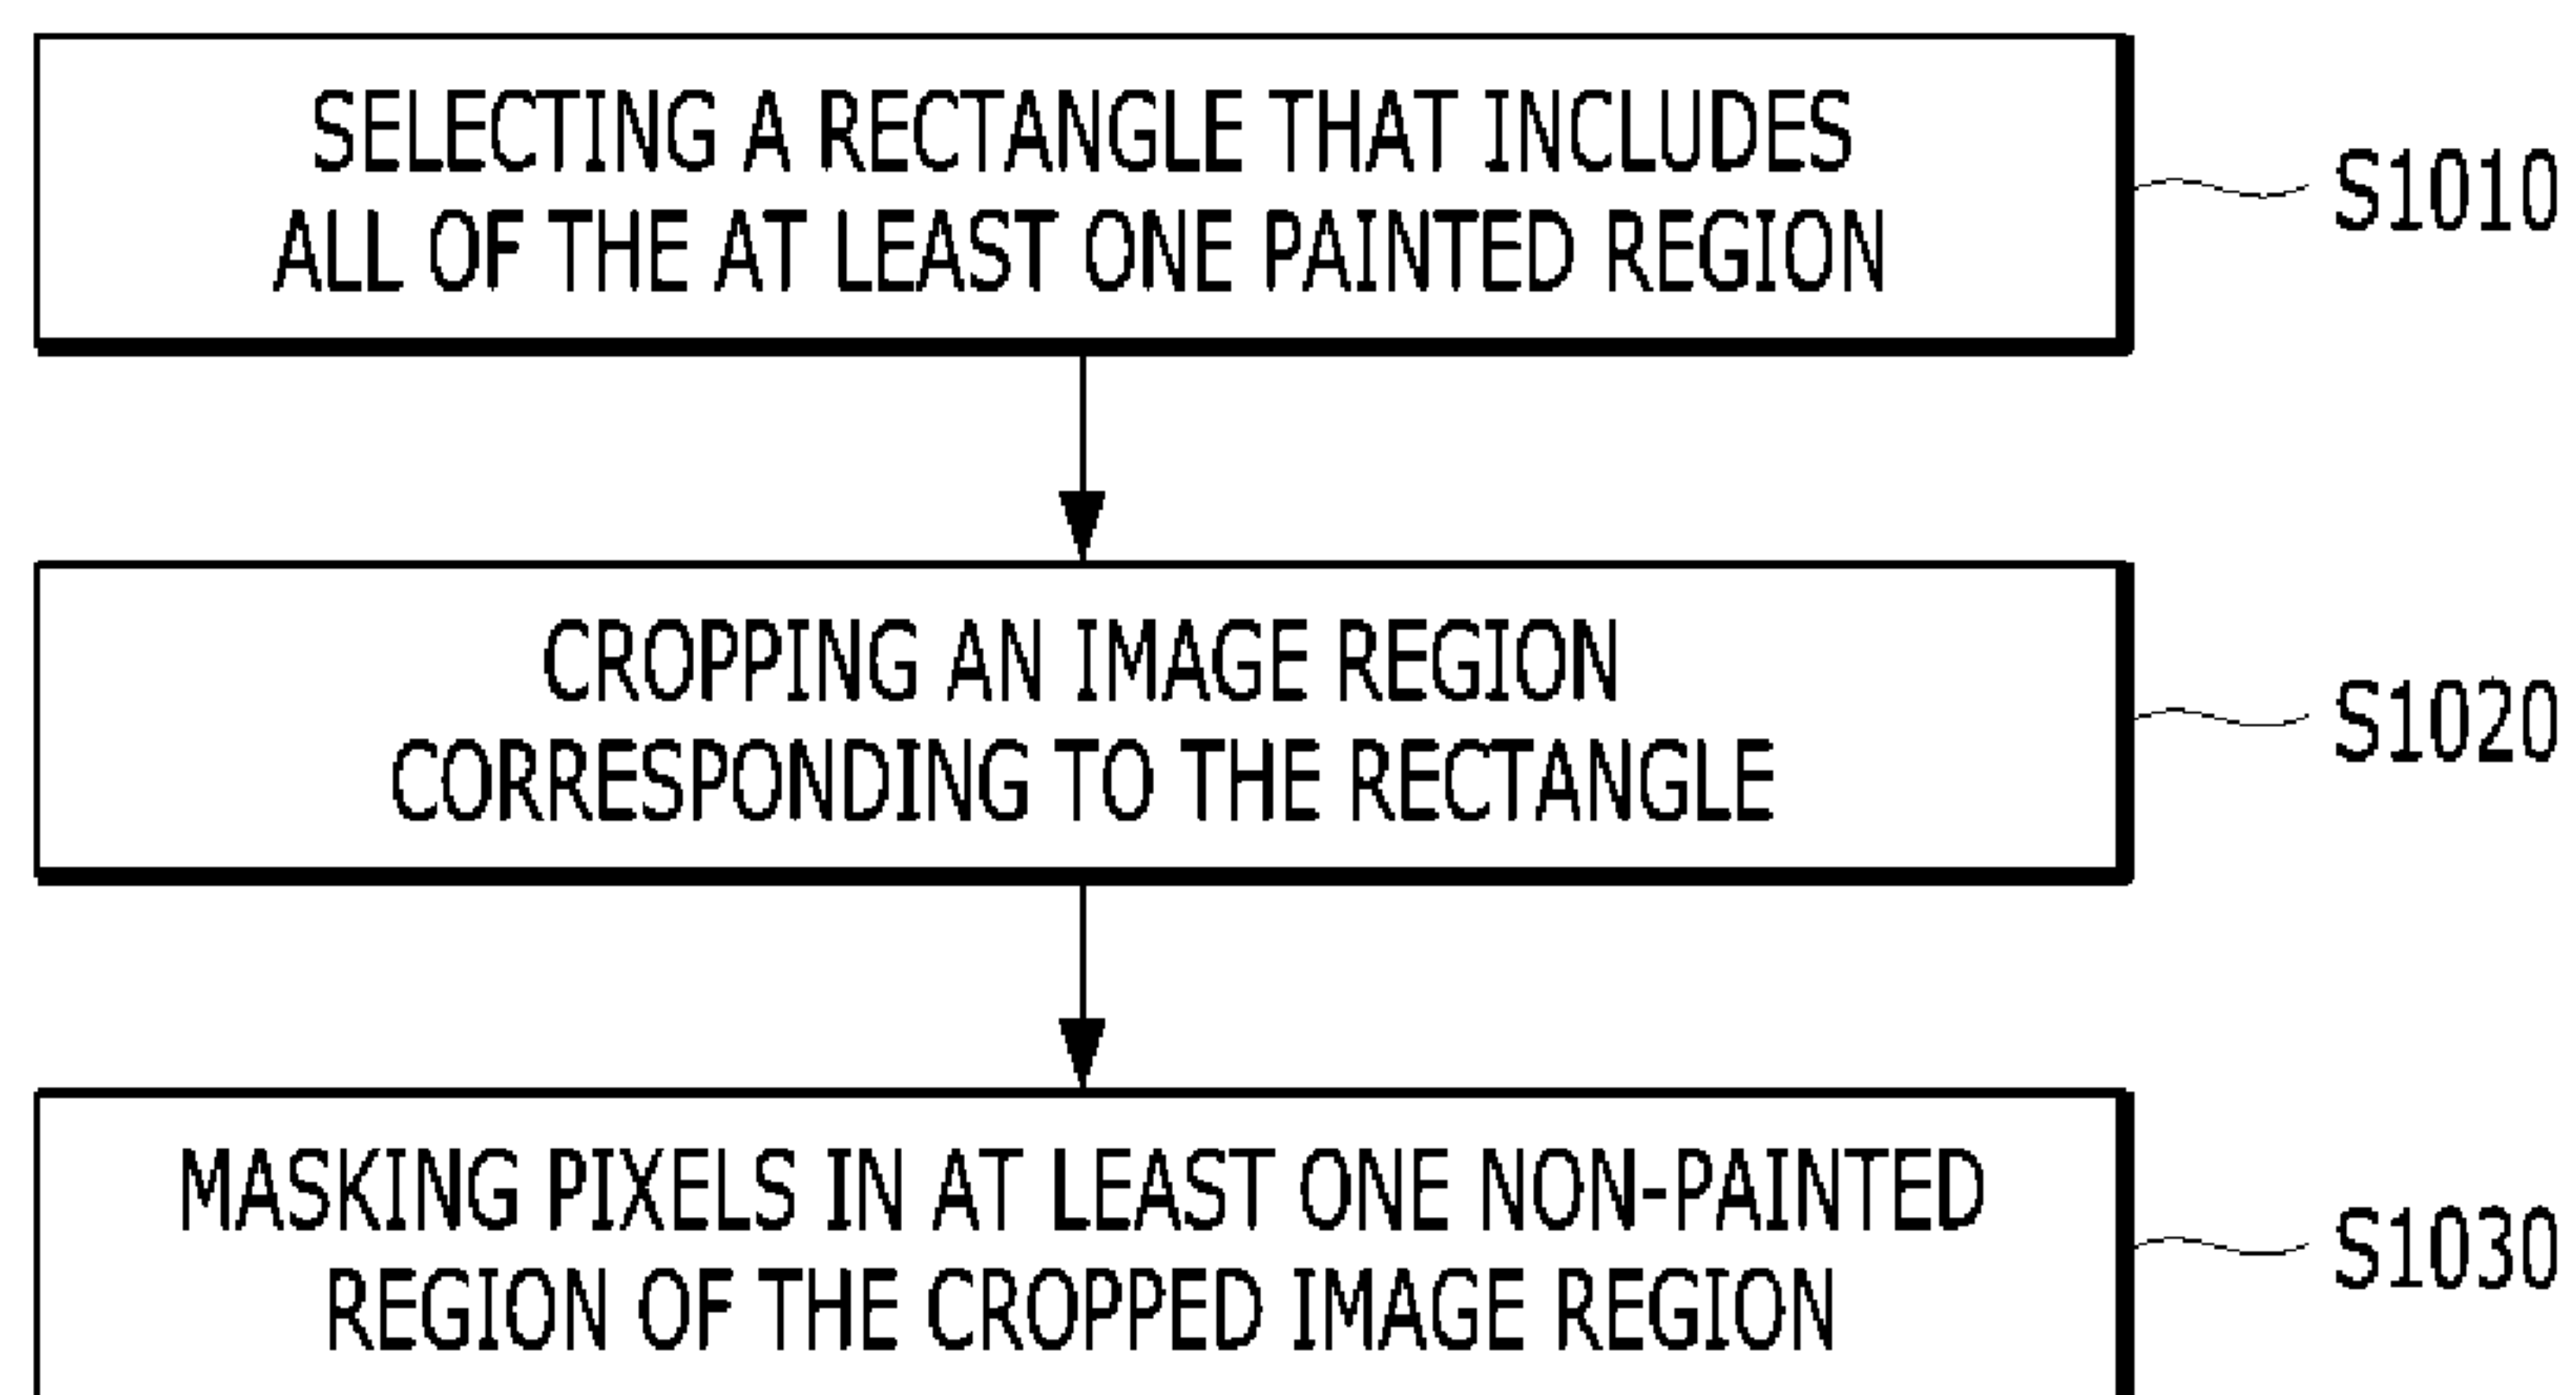 SELECTING A RECTANGLE THAT INCLUDES
ALL OF THE AT LEAST ONE PAINTED REGION
S1010
CROPPING AN IMAGE REGION
CORRESPONDING TO THE RECTANGLE
S1020
MASKING PIXELS IN AT LEAST ONE NON-PAINTED
REGION OF THE CROPPED IMAGE REGION
S1030